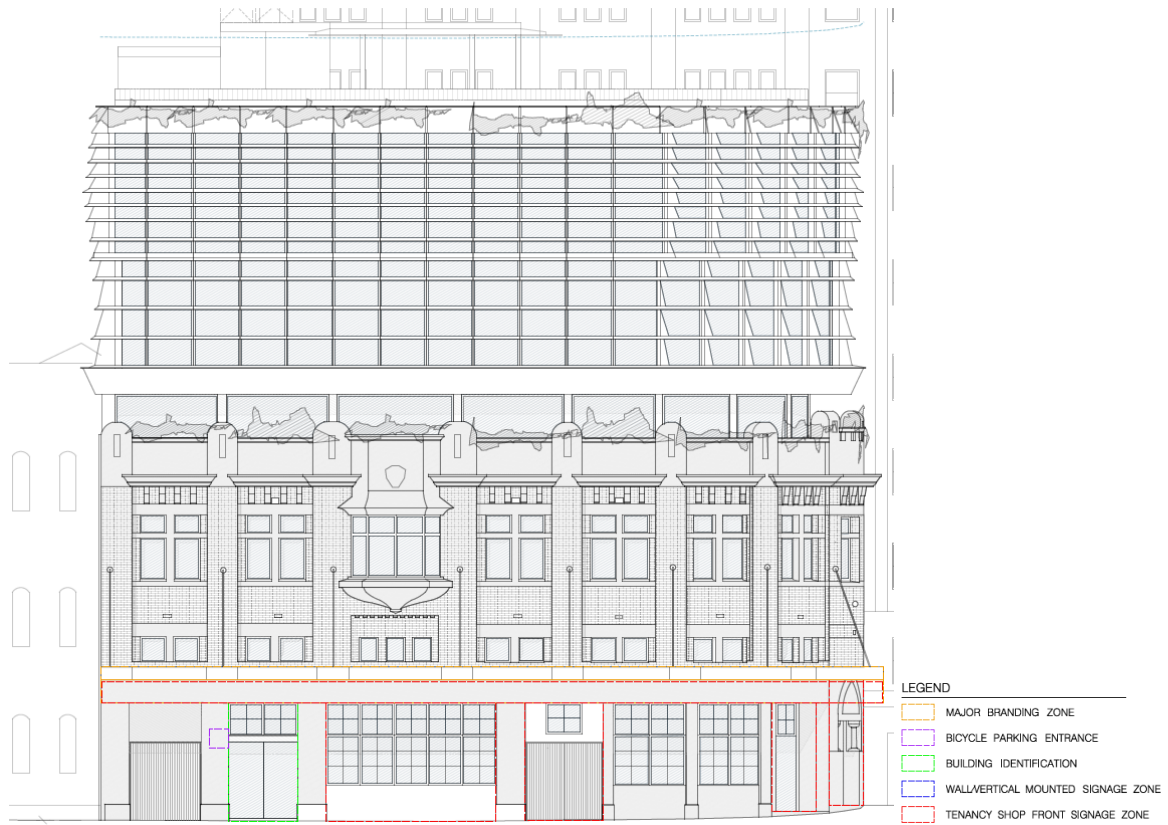 LEGEND
MAJOR BRANDING ZONE
BICYCLE PARKING ENTRANCE
BUILDING IDENTIFICATION
WALL/VERTICAL MOUNTED SIGNAGE ZONE
TENANCY SHOP FRONT SIGNAGE ZONE